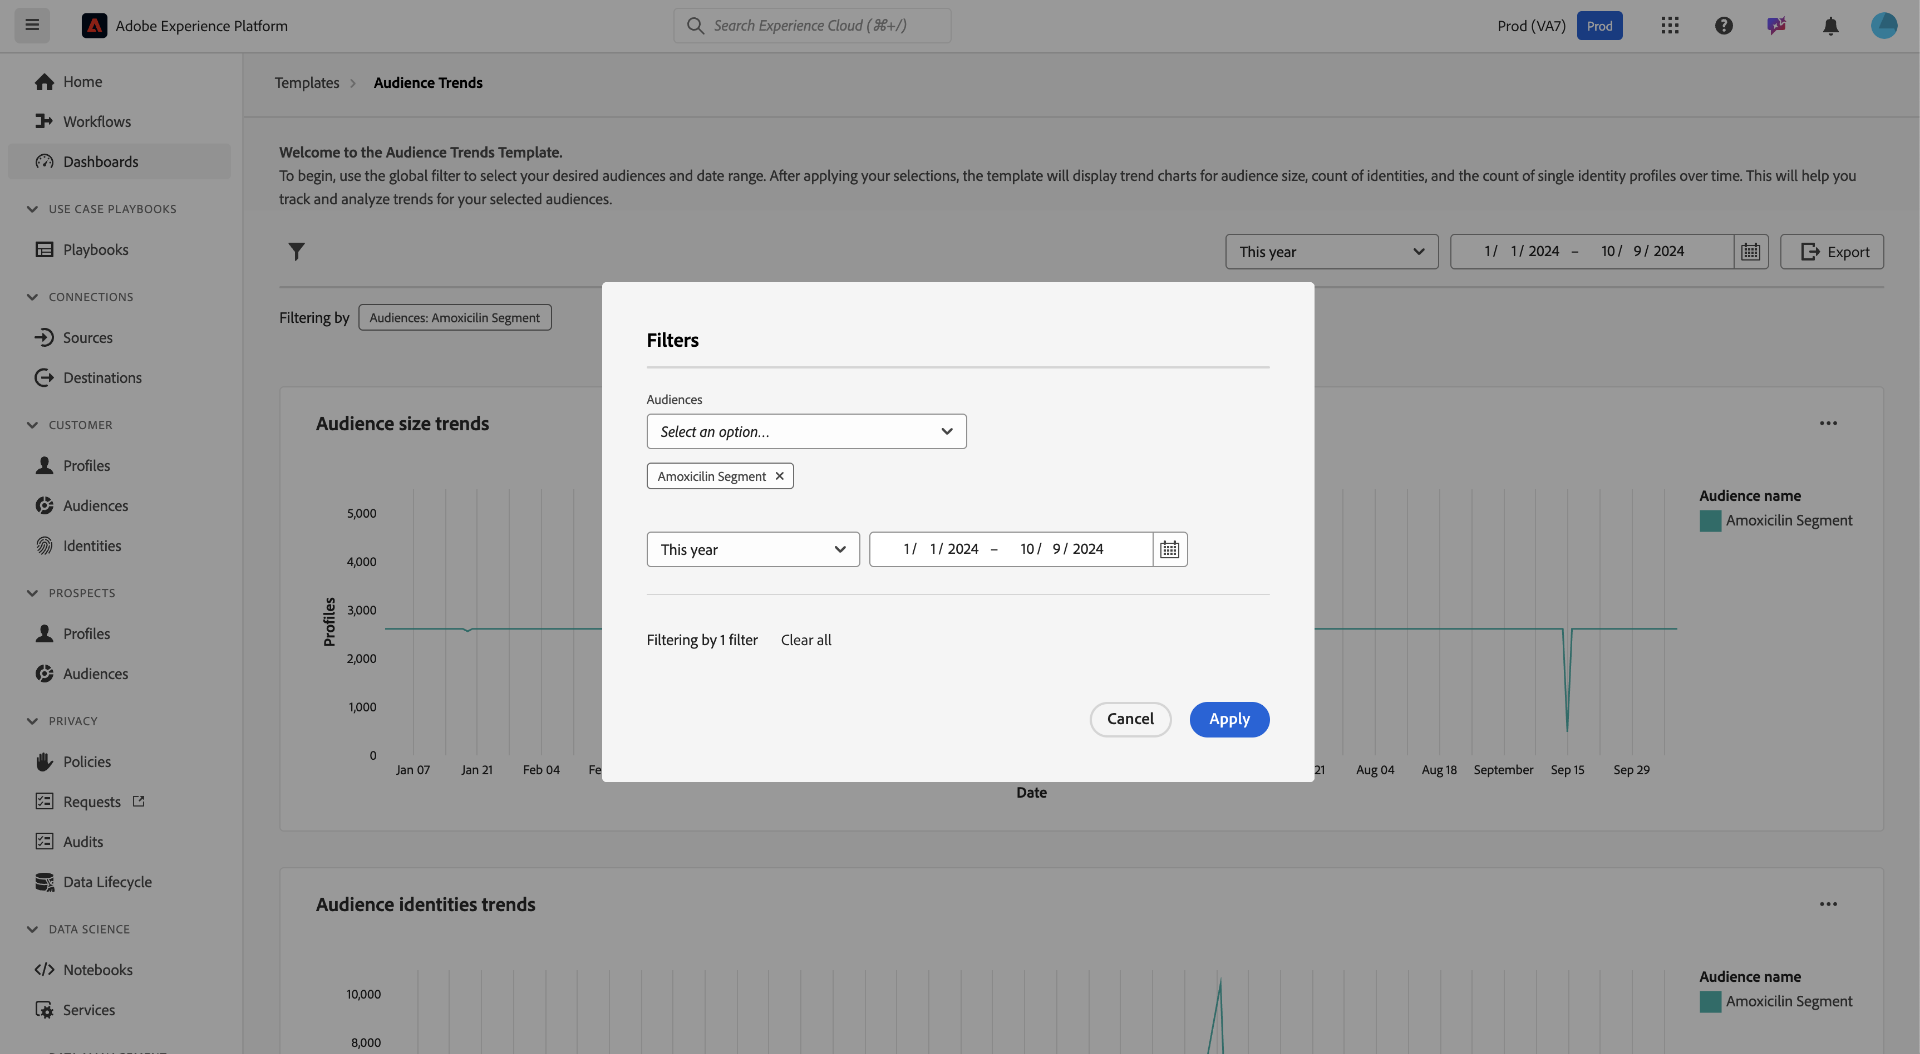 Adobe Experience Platform
Search Experience Cloud (⌘+/)
Prod (VA7)
Prod
Home
Workflows
Dashboards
USE CASE PLAYBOOKS
Playbooks
CONNECTIONS
Sources
Destinations
CUSTOMER
Profiles
Audiences
Identities
PROSPECTS
Profiles
Audiences
PRIVACY
Policies
Requests
Audits
Data Lifecycle
DATA SCIENCE
Notebooks
Services
Templates > Audience Trends
Welcome to the Audience Trends Template.
To begin, use the global filter to select your desired audiences and date range. After applying your selections, the template will display trend charts for audience size, count of identities, and the count of single identity profiles over time. This will help you
track and analyze trends for your selected audiences.
This year
1/ 1/ 2024 – 10/ 9/ 2024
Export
Filtering by
Audiences: Amoxicilin Segment
Audience size trends
5,000
4,000
3,000
2,000
1,000
0
Profiles
Jan 07 Jan 21 Feb 04 Fe
21 Aug 04 Aug 18 September Sep 15 Sep 29
Date
Audience name
Amoxicilin Segment
Filters
Audiences
Select an option...
Amoxicilin Segment ×
This year
1/ 1/ 2024 – 10/ 9/ 2024
Filtering by 1 filter Clear all
Cancel
Apply
Audience identities trends
10,000
8,000
Audience name
Amoxicilin Segment